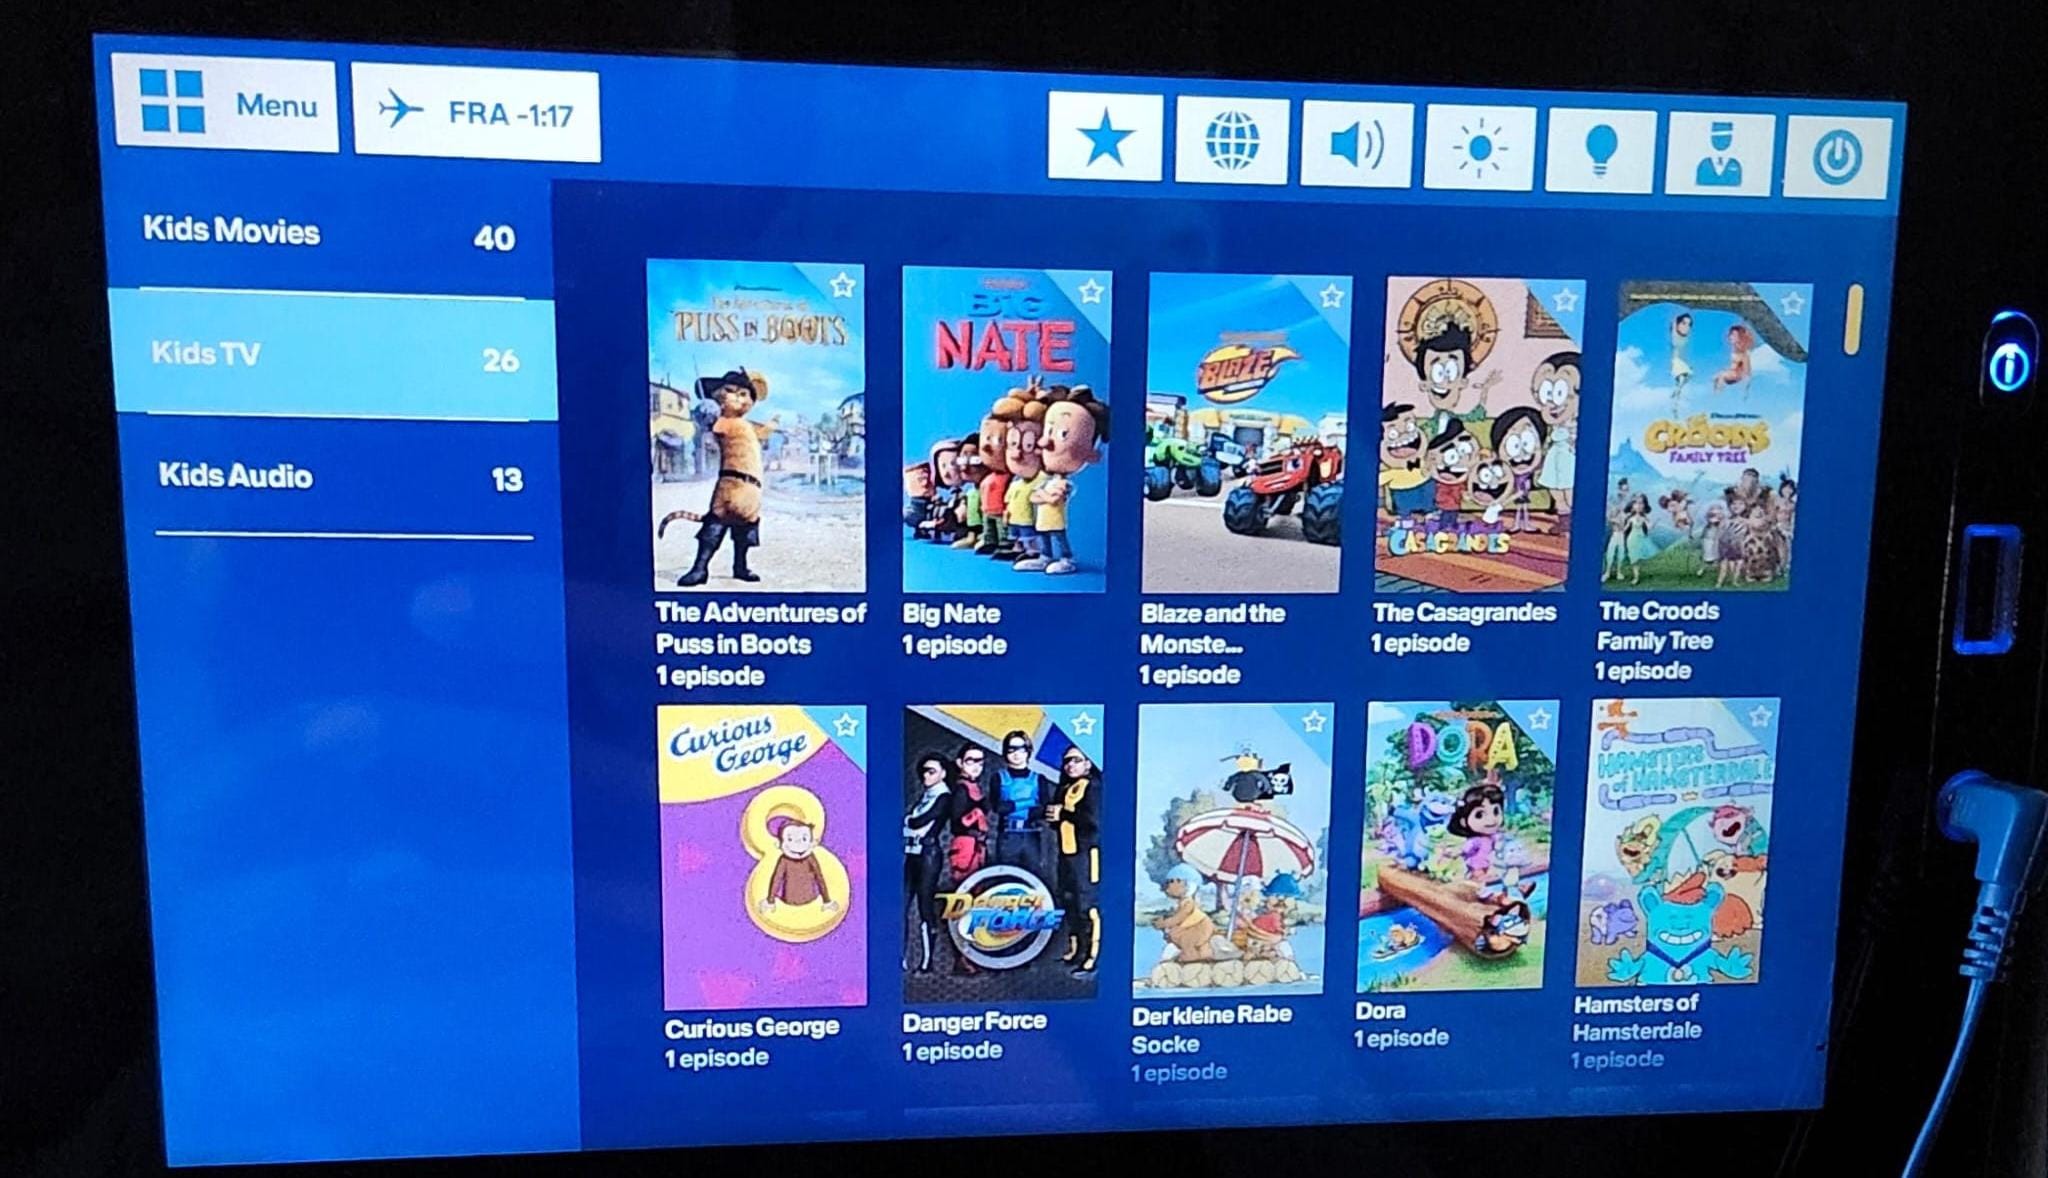 Menu
FRA -1:17
Kids Movies 40
Kids TV 26
Kids Audio 13
PUSS IN BOOTS
BIG
NATE
BLAZE
CASAGRANDES
CROODS
FAMILY TREE
The Adventures of
Puss in Boots
1 episode
Big Nate
1 episode
Blaze and the
Monste...
1 episode
The Casagrandes
1 episode
The Croods
Family Tree
1 episode
Curious
George
DANGER
FORCE
DORA
HAMSTERS
of HAMSTERDALE
Curious George
1 episode
Danger Force
1 episode
Der kleine Rabe
Socke
1 episode
Dora
1 episode
Hamsters of
Hamsterdale
1 episode